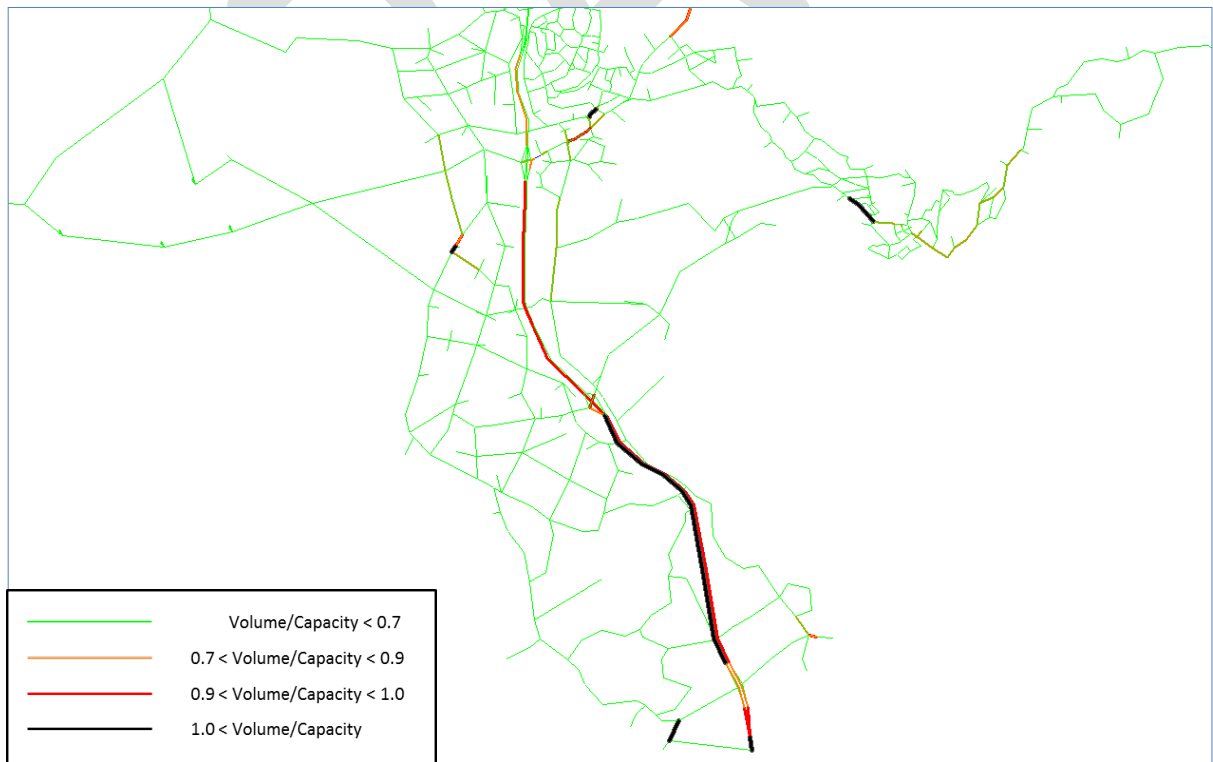 Volume/Capacity < 0.7
0.7 < Volume/Capacity < 0.9
0.9 < Volume/Capacity < 1.0
1.0 < Volume/Capacity